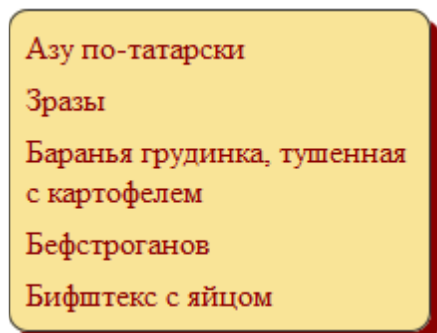 Азу по-татарски
Зразы
Баранья грудинка, тушенная
с картофелем
Бефстроганов
Бифштекс с яйцом